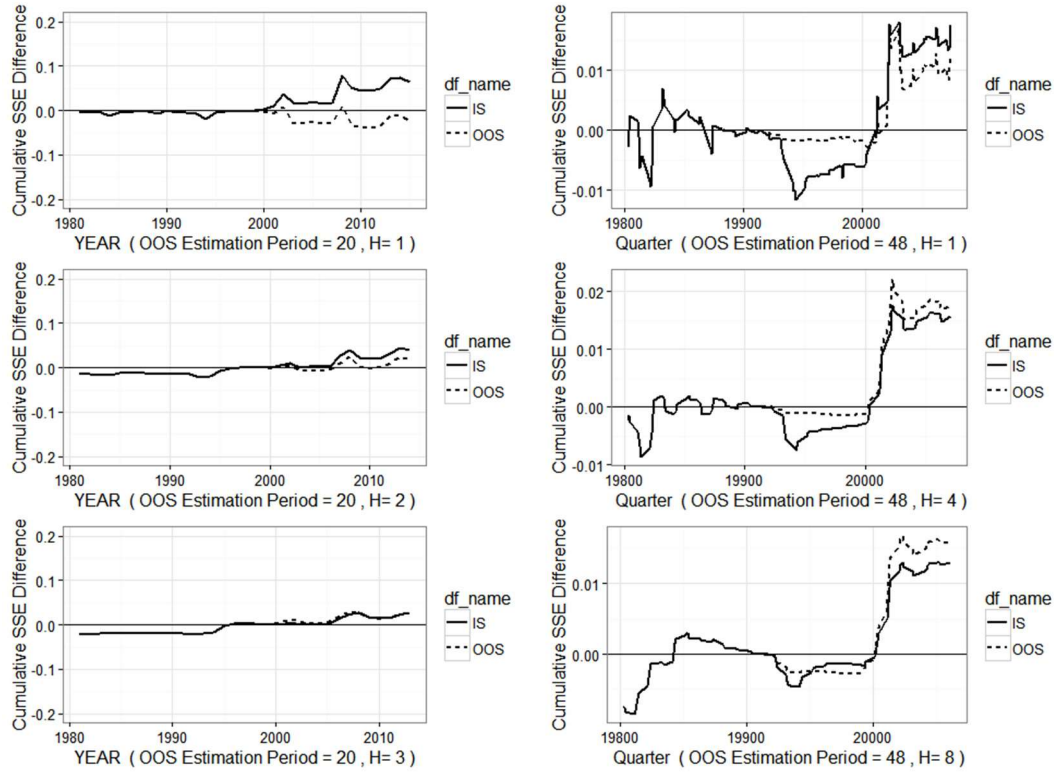 0.2
0.1
0.0
-0.1
-0.2
Cumulative SSE Difference
1980 1990 2000 2010
YEAR ( OOS Estimation Period = 20 , H= 1 )
df_name
IS
OOS
0.01
0.00
-0.01
Cumulative SSE Difference
19800 19900 20000
Quarter ( OOS Estimation Period = 48 , H= 1 )
df_name
IS
OOS
0.2
0.1
0.0
-0.1
-0.2
Cumulative SSE Difference
1980 1990 2000 2010
YEAR ( OOS Estimation Period = 20 , H= 2 )
df_name
IS
OOS
0.02
0.01
0.00
-0.01
Cumulative SSE Difference
19800 19900 20000
Quarter ( OOS Estimation Period = 48 , H= 4 )
df_name
IS
OOS
0.2
0.1
0.0
-0.1
-0.2
Cumulative SSE Difference
1980 1990 2000 2010
YEAR ( OOS Estimation Period = 20 , H= 3 )
df_name
IS
OOS
0.01
0.00
Cumulative SSE Difference
19800 19900 20000
Quarter ( OOS Estimation Period = 48 , H= 8 )
df_name
IS
OOS